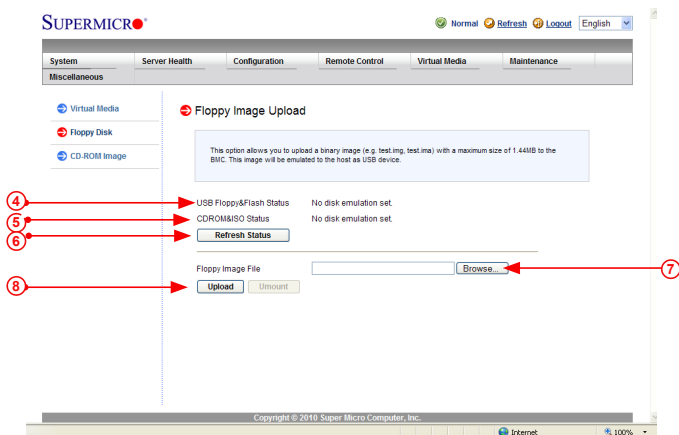 SUPERMICR
Normal Refresh Logout English
System Server Health Configuration Remote Control Virtual Media Maintenance
Miscellaneous
Virtual Media
Floppy Disk
CD-ROM Image
Floppy Image Upload
This option allows you to upload a binary image (e.g. test.img, test.ima) with a maximum size of 1.44MB to the
BMC. This image will be emulated to the host as USB device.
4 USB Floppy&Flash Status No disk emulation set.
5 CDROM&ISO Status No disk emulation set.
6 Refresh Status
Floppy Image File Browse... 7
8 Upload Umount
Copyright © 2010 Super Micro Computer, Inc.
Internet 100%